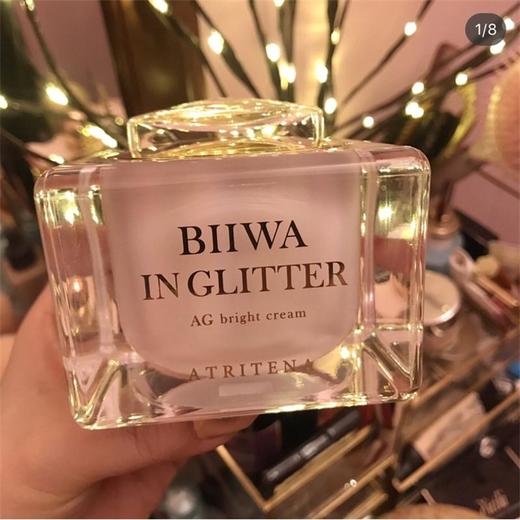 1/8
BIIWA
IN GLITTER
AG bright cream
ATRITENA